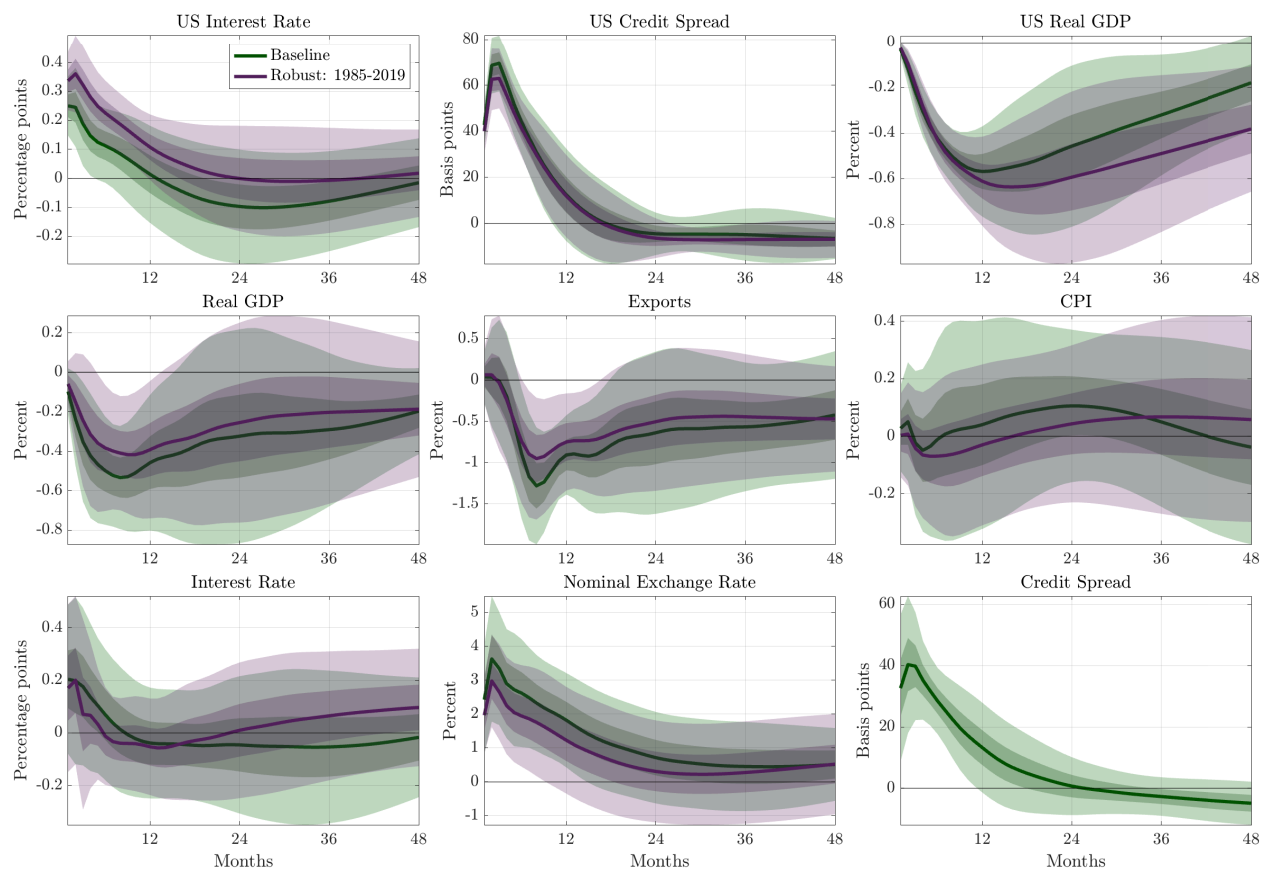 US Interest Rate
US Credit Spread
US Real GDP
Percentage points
0.4
0.3
0.2
0.1
0
-0.1
-0.2
Baseline
Robust: 1985-2019
12 24 36 48
Basis points
80
60
40
20
0
12 24 36 48
Percent
0
-0.2
-0.4
-0.6
-0.8
12 24 36 48
Real GDP
Exports
CPI
Percent
0.2
0
-0.2
-0.4
-0.6
-0.8
12 24 36 48
Percent
0.5
0
-0.5
-1
-1.5
12 24 36 48
Percent
0.4
0.2
0
-0.2
12 24 36 48
Interest Rate
Nominal Exchange Rate
Credit Spread
Percentage points
0.4
0.2
0
-0.2
12 24 36 48
Months
Percent
5
4
3
2
1
0
-1
12 24 36 48
Months
Basis points
60
40
20
0
12 24 36 48
Months